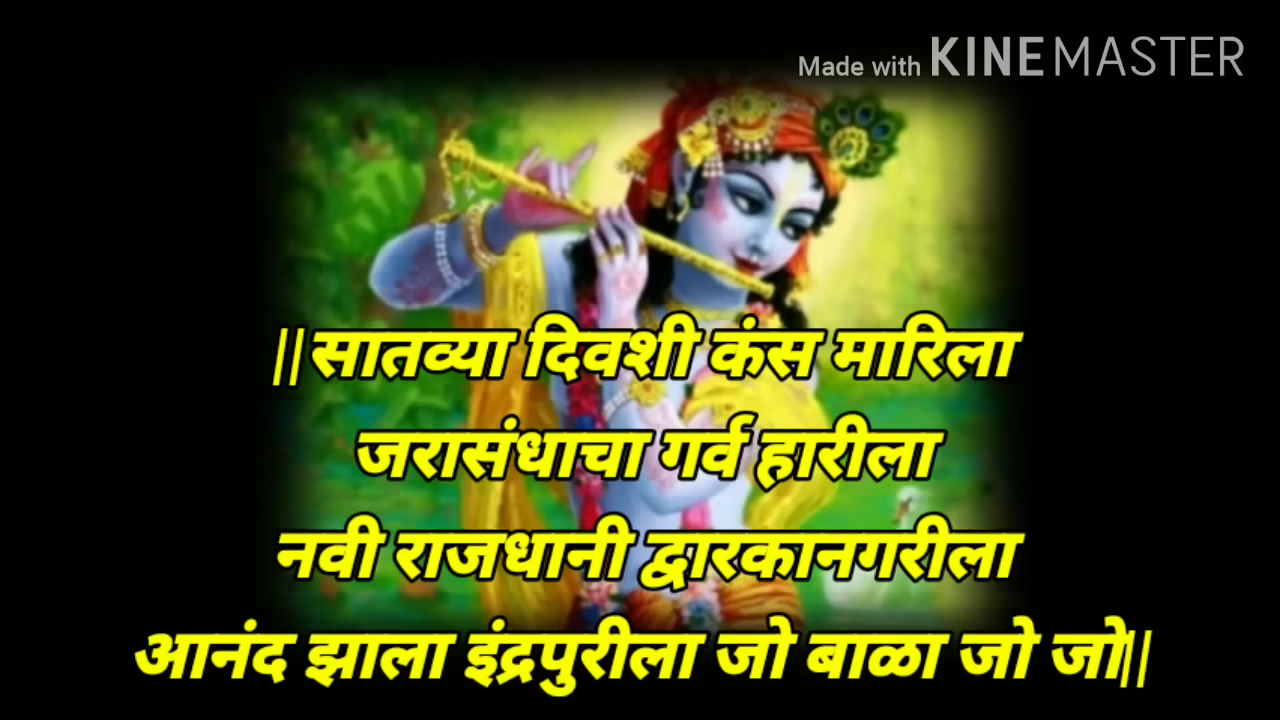 Made with KINEMASTER
||सातव्या दिवशी कंस मारिला
जरासंधाचा गर्व हारीला
नवी राजधानी द्वारकानगरीला
आनंद झाला इंद्रपुरीला जो बाळा जो जो||